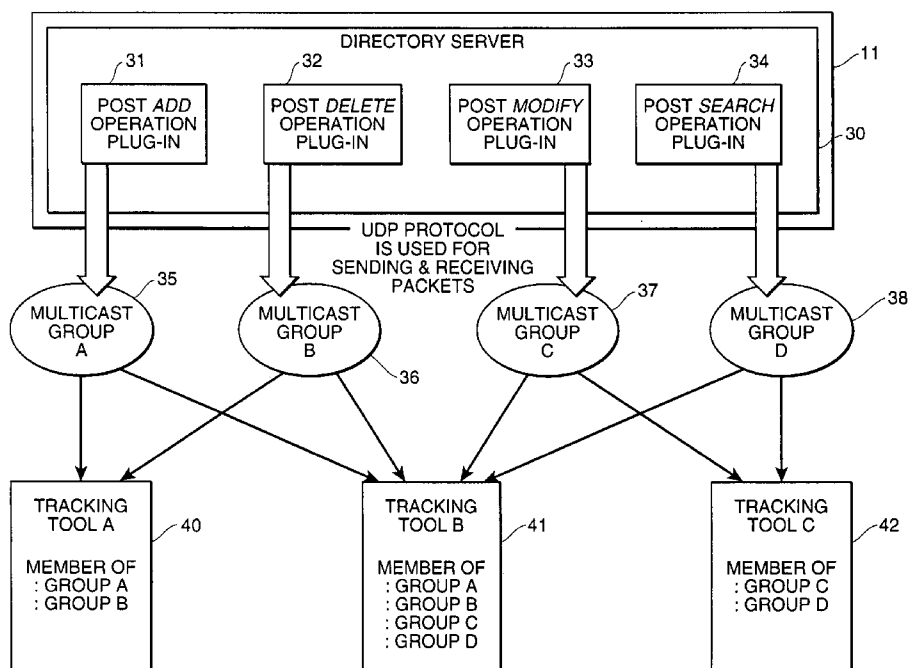 DIRECTORY SERVER
11
31
32
33
34
POST ADD
OPERATION
PLUG-IN
POST DELETE
OPERATION
PLUG-IN
POST MODIFY
OPERATION
PLUG-IN
POST SEARCH
OPERATION
PLUG-IN
30
UDP PROTOCOL
IS USED FOR
SENDING & RECEIVING
PACKETS
35
37
38
MULTICAST
GROUP
A
MULTICAST
GROUP
B
MULTICAST
GROUP
C
MULTICAST
GROUP
D
36
TRACKING
TOOL A
MEMBER OF
: GROUP A
: GROUP B
40
TRACKING
TOOL B
MEMBER OF
: GROUP A
: GROUP B
: GROUP C
: GROUP D
41
TRACKING
TOOL C
MEMBER OF
: GROUP C
: GROUP D
42